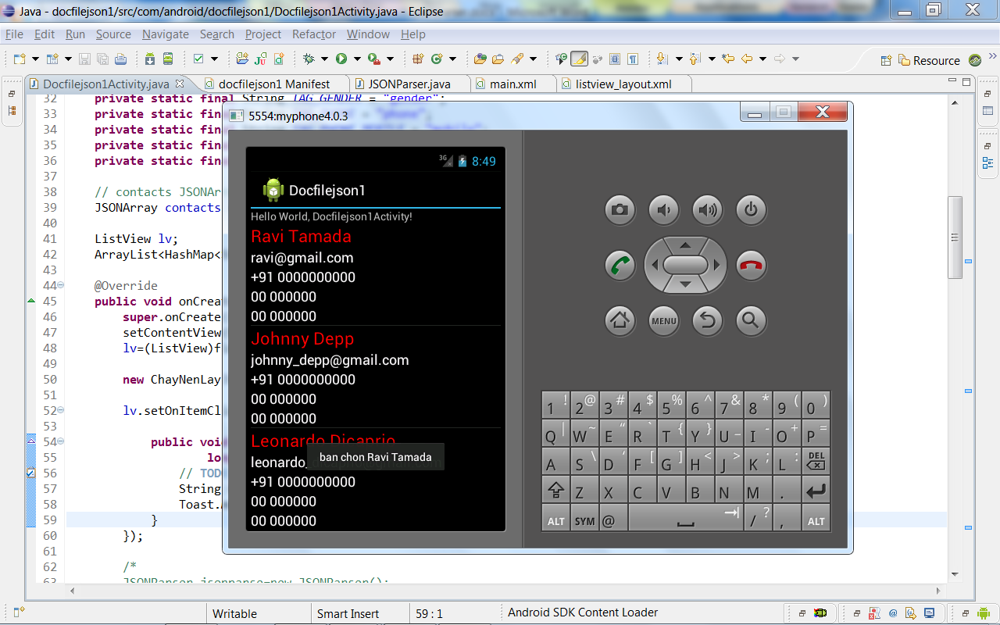 Java - docfilejson1/src/com/android/docfilejson1/Docfilejson1Activity.java - Eclipse
File Edit Run Source Navigate Search Project Refactor Window Help
Resource
Docfilejson1Activity.java docfilejson1 Manifest JSONParser.java main.xml listview_layout.xml
32 private static final String TAG_GENDER = "gender";
33 private static fin
34 private static fin
35 private static fin
36 private static fin
37
38 // contacts JSONAr
39 JSONArray contacts
40
41 ListView lv;
42 ArrayList<HashMap<
43
44 @Override
45 public void onCreat
46 super.onCreate
47 setContentView
48 lv=(ListView)f
49
50 new ChayNenLay
51
52 lv.setOnItemCl
53
54 public voi
55 lo
56 // TOD
57 String
58 Toast.
59 }
60 });
61
62 /*
63 JSONParser jsonparse=new JSONParser();
5554:myphone4.0.3
3G 8:49
Docfilejson1
Hello World, Docfilejson1Activity!
Ravi Tamada
ravi@gmail.com
+91 0000000000
00 000000
00 000000
Johnny Depp
johnny_depp@gmail.com
+91 0000000000
00 000000
00 000000
Leonardo Dicaprio
leonardo_
ban chon Ravi Tamada
+91 0000000000
00 000000
00 000000
MENU
1 ! 2 @ 3 # 4 $ 5 % 6 ^ 7 & 8 * 9 ( 0 )
Q | W ~ E “ R ` T { Y } U _ I - O + P =
A S \ D ' F [ G ] H < J > K ; L : DEL
Z X C V B N M .
ALT SYM @ / ? , ALT
Writable Smart Insert 59 : 1 Android SDK Content Loader